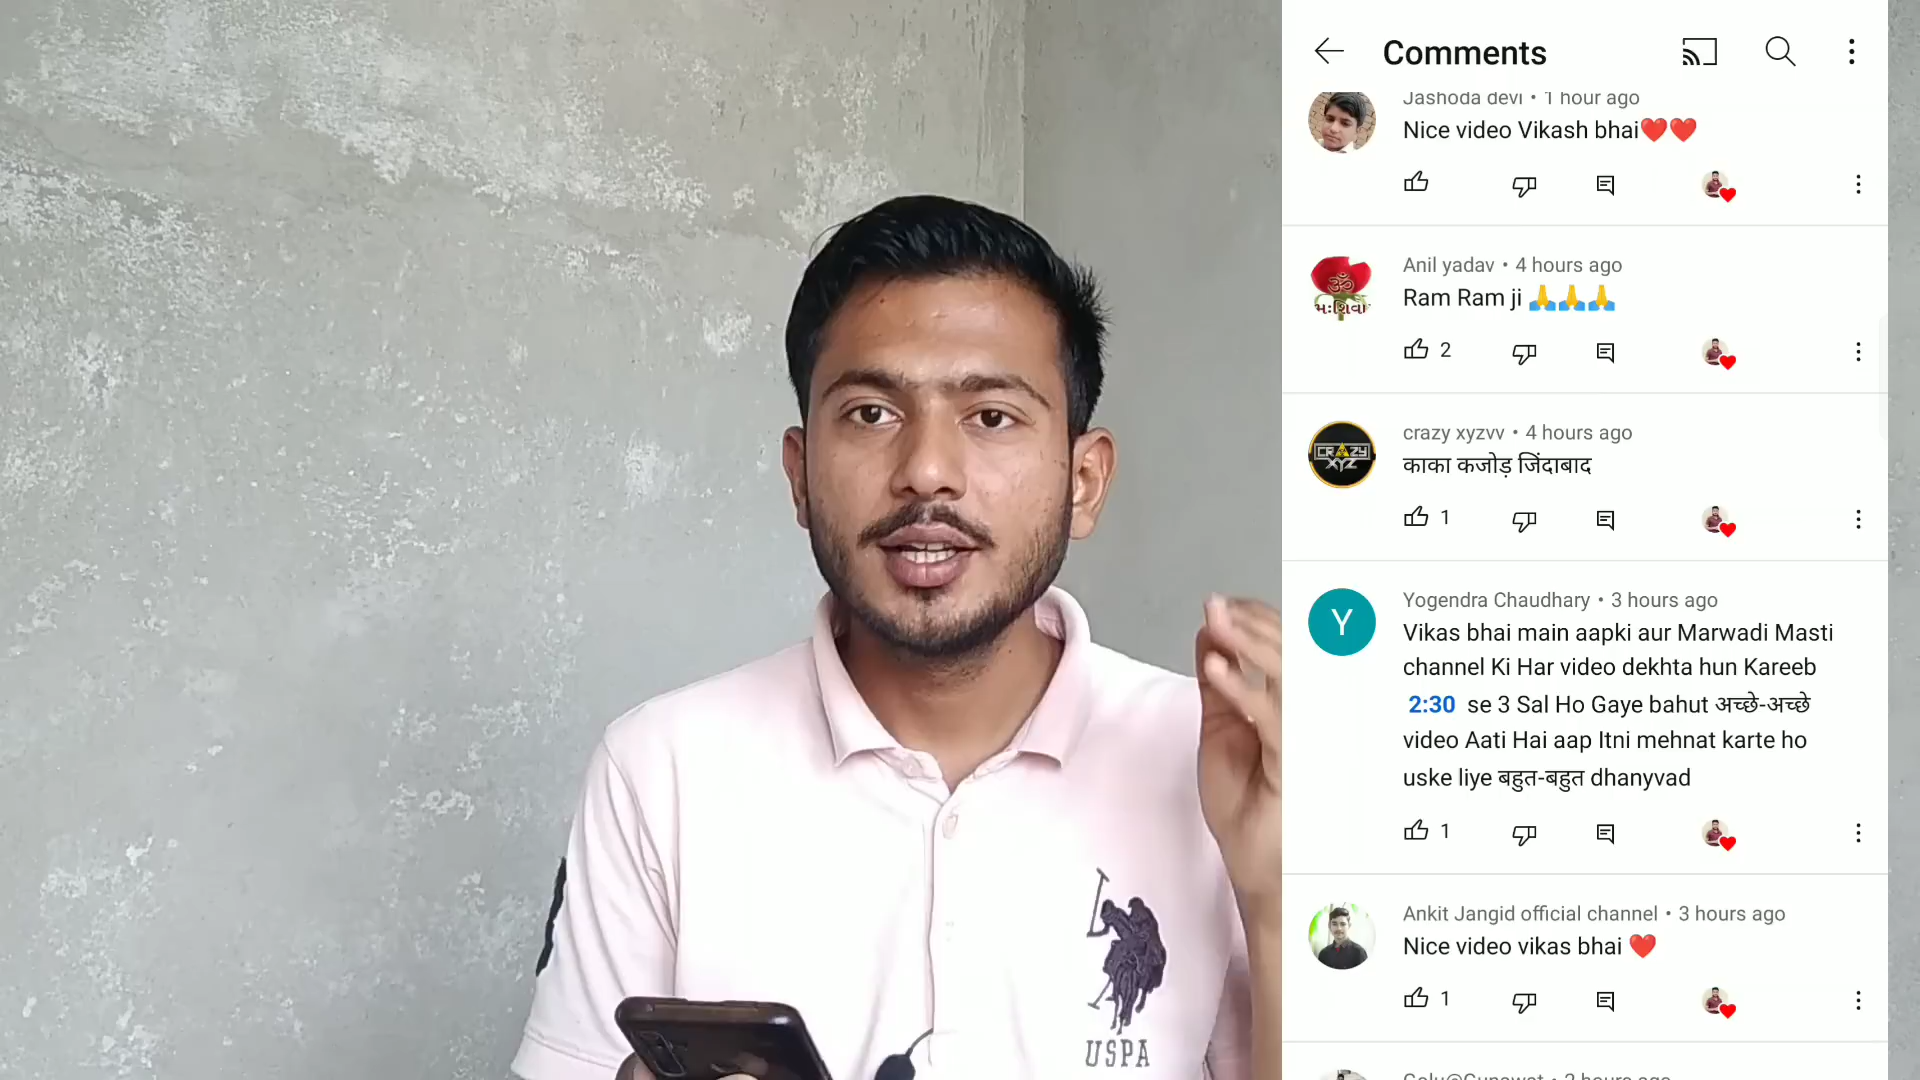 Comments
Jashoda devi • 1 hour ago
Nice video Vikash bhai❤️❤️
Anil yadav • 4 hours ago
Ram Ram ji 🙏🙏🙏
2
ॐ
મઃશિવા
crazy xyzvv • 4 hours ago
काका कजोड़ जिंदाबाद
1
CRAZY
XYZ
Yogendra Chaudhary • 3 hours ago
Y
Vikas bhai main aapki aur Marwadi Masti
channel Ki Har video dekhta hun Kareeb
2:30 se 3 Sal Ho Gaye bahut अच्छे-अच्छे
video Aati Hai aap Itni mehnat karte ho
uske liye बहुत-बहुत dhanyvad
1
Ankit Jangid official channel • 3 hours ago
Nice video vikas bhai ❤️
1
USPA